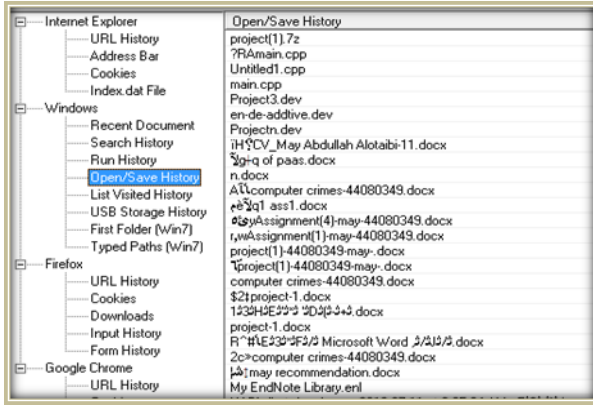 Internet Explorer
URL History
Address Bar
Cookies
Index.dat File
Windows
Recent Document
Search History
Run History
Open/Save History
List Visited History
USB Storage History
First Folder (Win7)
Typed Paths (Win7)
Firefox
URL History
Cookies
Downloads
Input History
Form History
Google Chrome
URL History
Open/Save History
project(1).7z
?RAmain.cpp
Untitled1.cpp
main.cpp
Project3.dev
en-de-addtive.dev
Projectn.dev
CV_May Abdullah Alotaibi-11.docx
q of paas.docx
n.docx
computer crimes-44080349.docx
q1 ass1.docx
Assignment(4)-may-44080349.docx
Assignment(1)-may-44080349.docx
project(1)-44080349-may-.docx
project(1)-44080349-may-.docx
computer crimes-44080349.docx
$2‡project-1.docx
.docx
project-1.docx
Microsoft Word .docx
2c»computer crimes-44080349.docx
may recommendation.docx
My EndNote Library.enl